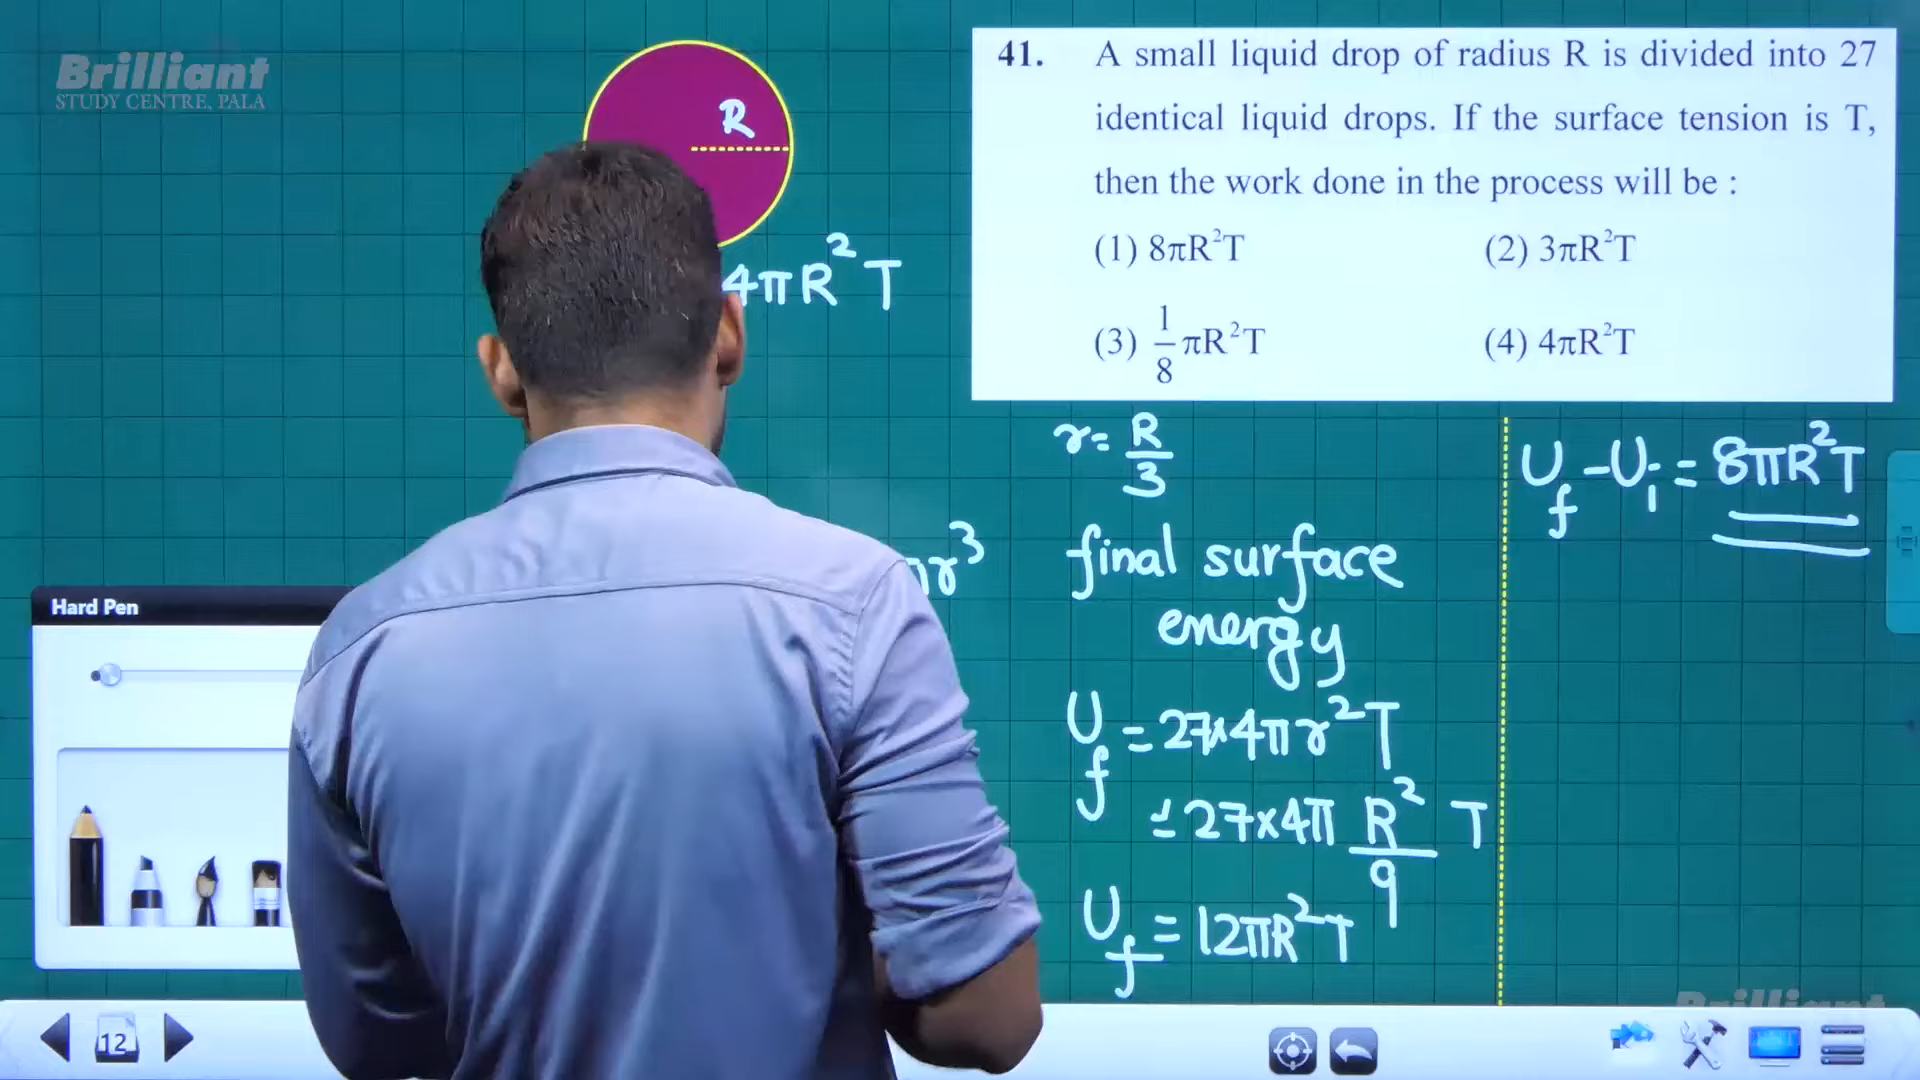 Brilliant
STUDY CENTRE, PALA
R
4πR²T
41. A small liquid drop of radius R is divided into 27
identical liquid drops. If the surface tension is T,
then the work done in the process will be :
(1) 8πR²T (2) 3πR²T
(3) 1/8 πR²T (4) 4πR²T
r = R/3
r³
final surface
energy
U_f = 27×4πr²T
= 27×4π R²/9 T
U_f = 12πR²T
U_f - U_i = 8πR²T
Hard Pen
12
Brilliant